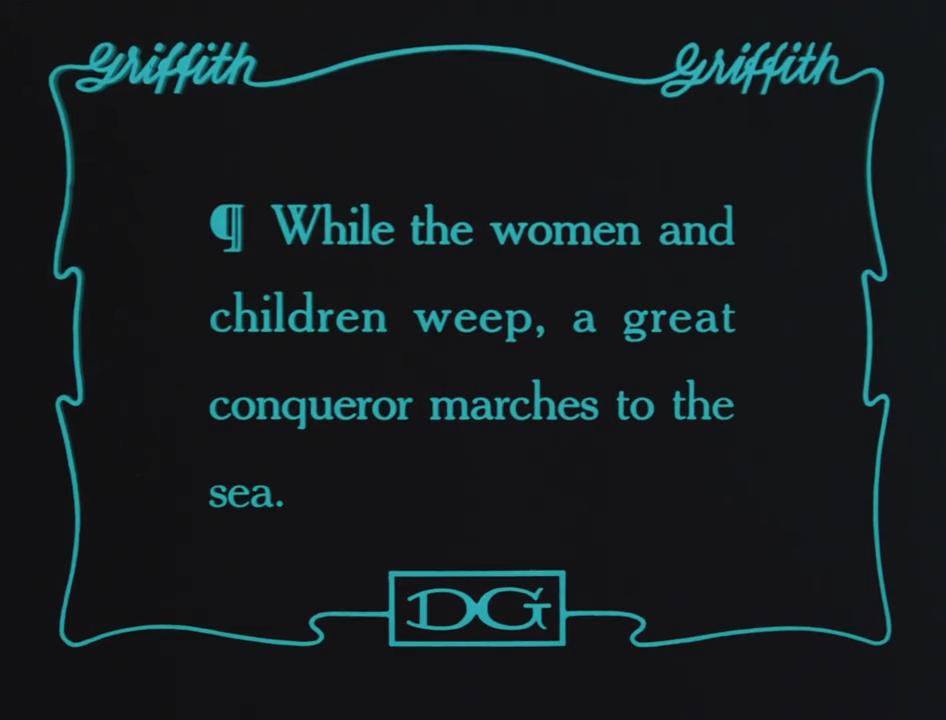 Griffith Griffith
¶ While the women and
children weep, a great
conqueror marches to the
sea.
DG